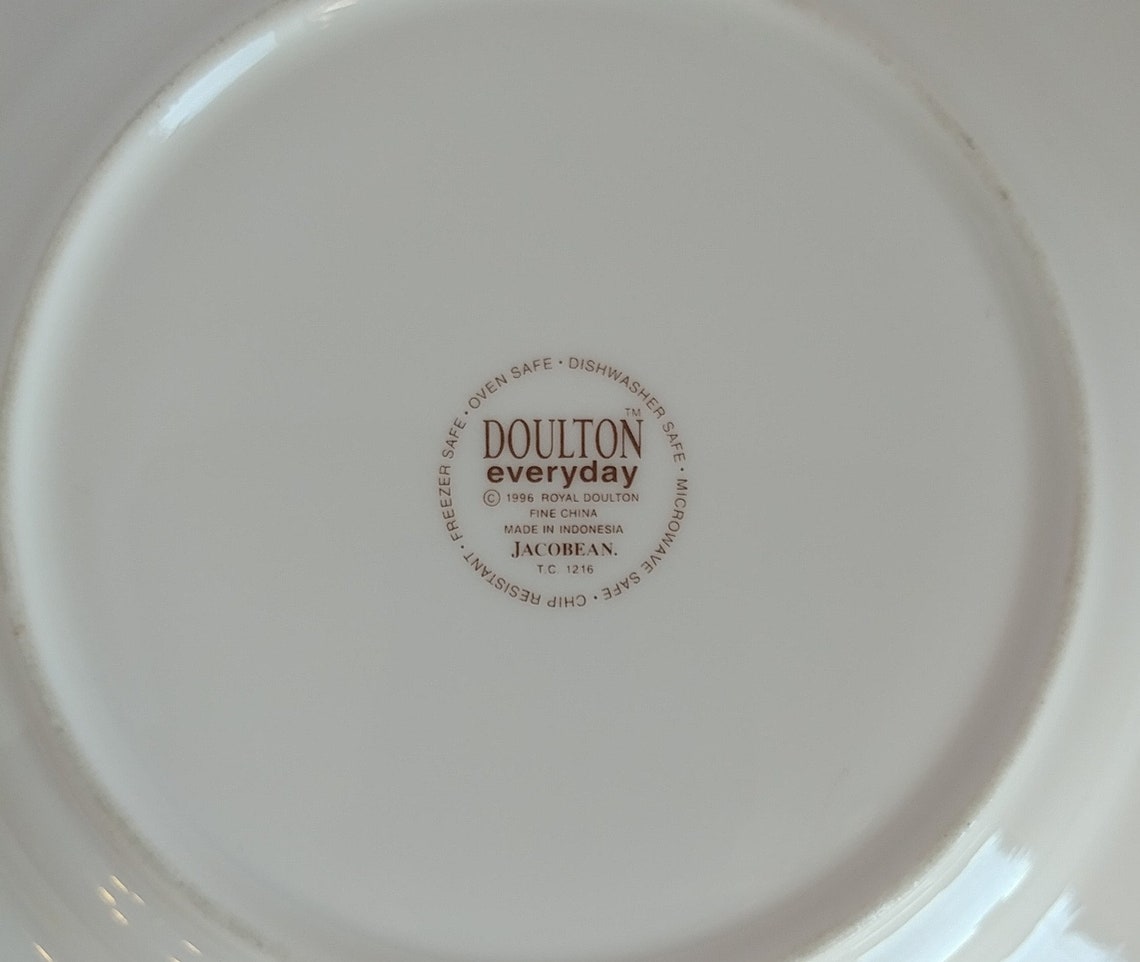 FREEZER SAFE • OVEN SAFE • DISHWASHER SAFE • MICROWAVE SAFE • CHIP RESISTANT •
DOULTON™
everyday
© 1996 ROYAL DOULTON
FINE CHINA
MADE IN INDONESIA
JACOBEAN.
T.C. 1216